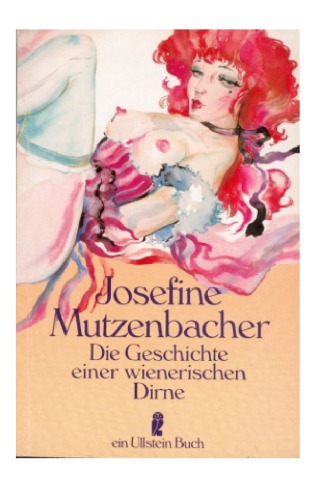 Josefine
Mutzenbacher
Die Geschichte
einer wienerischen
Dirne
ein Ullstein Buch